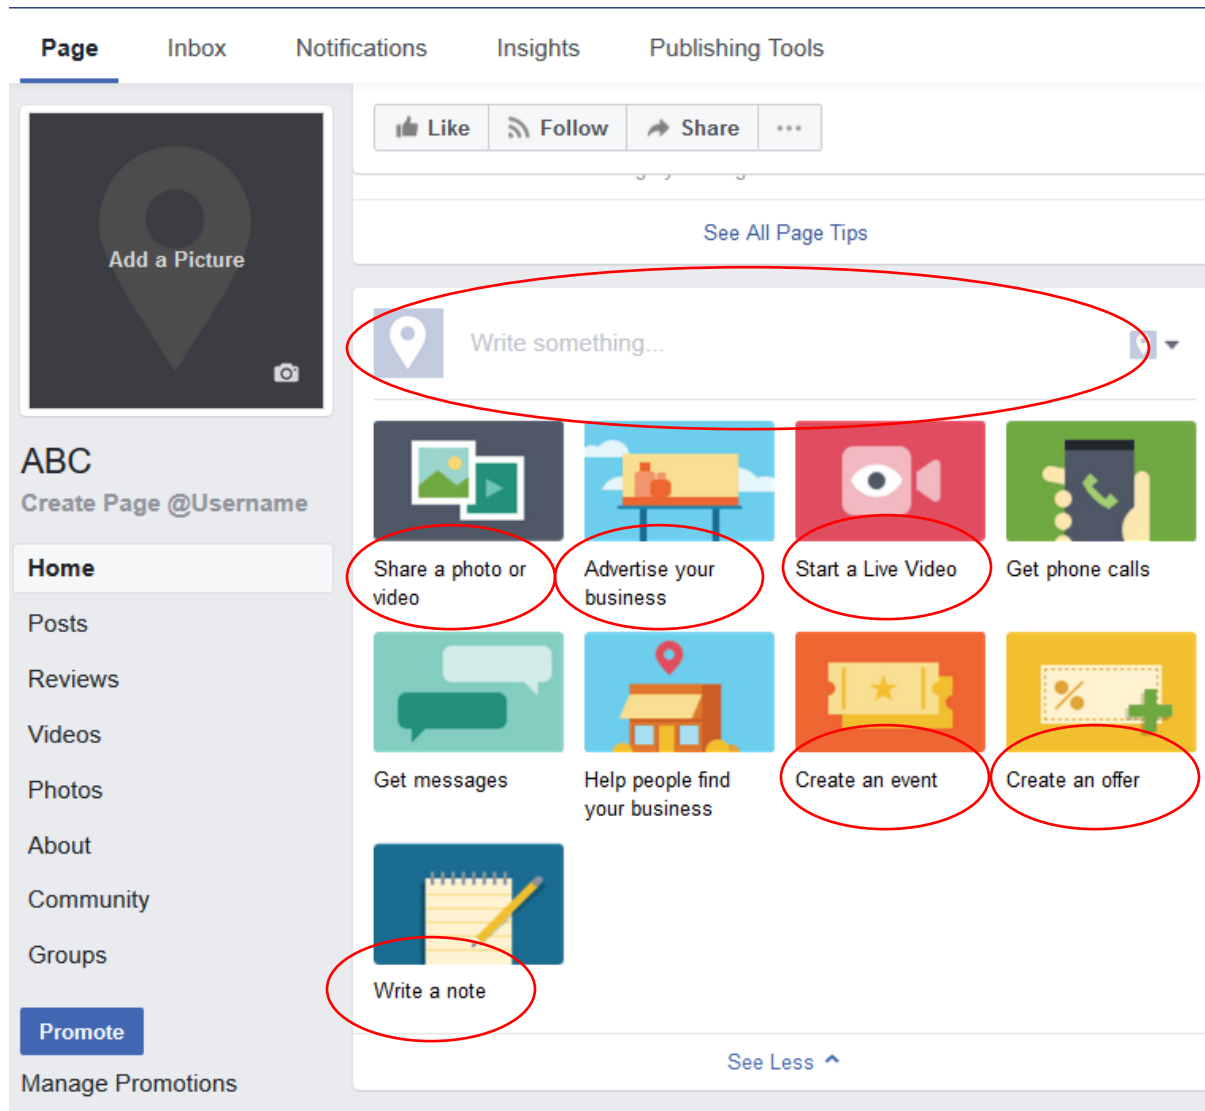 Page Inbox Notifications Insights Publishing Tools
Add a Picture
ABC
Create Page @Username
Home
Posts
Reviews
Videos
Photos
About
Community
Groups
Promote
Manage Promotions
Like Follow Share ...
See All Page Tips
Write something...
Share a photo or
video
Advertise your
business
Start a Live Video
Get phone calls
Get messages
Help people find
your business
%
Create an event
Create an offer
Write a note
See Less